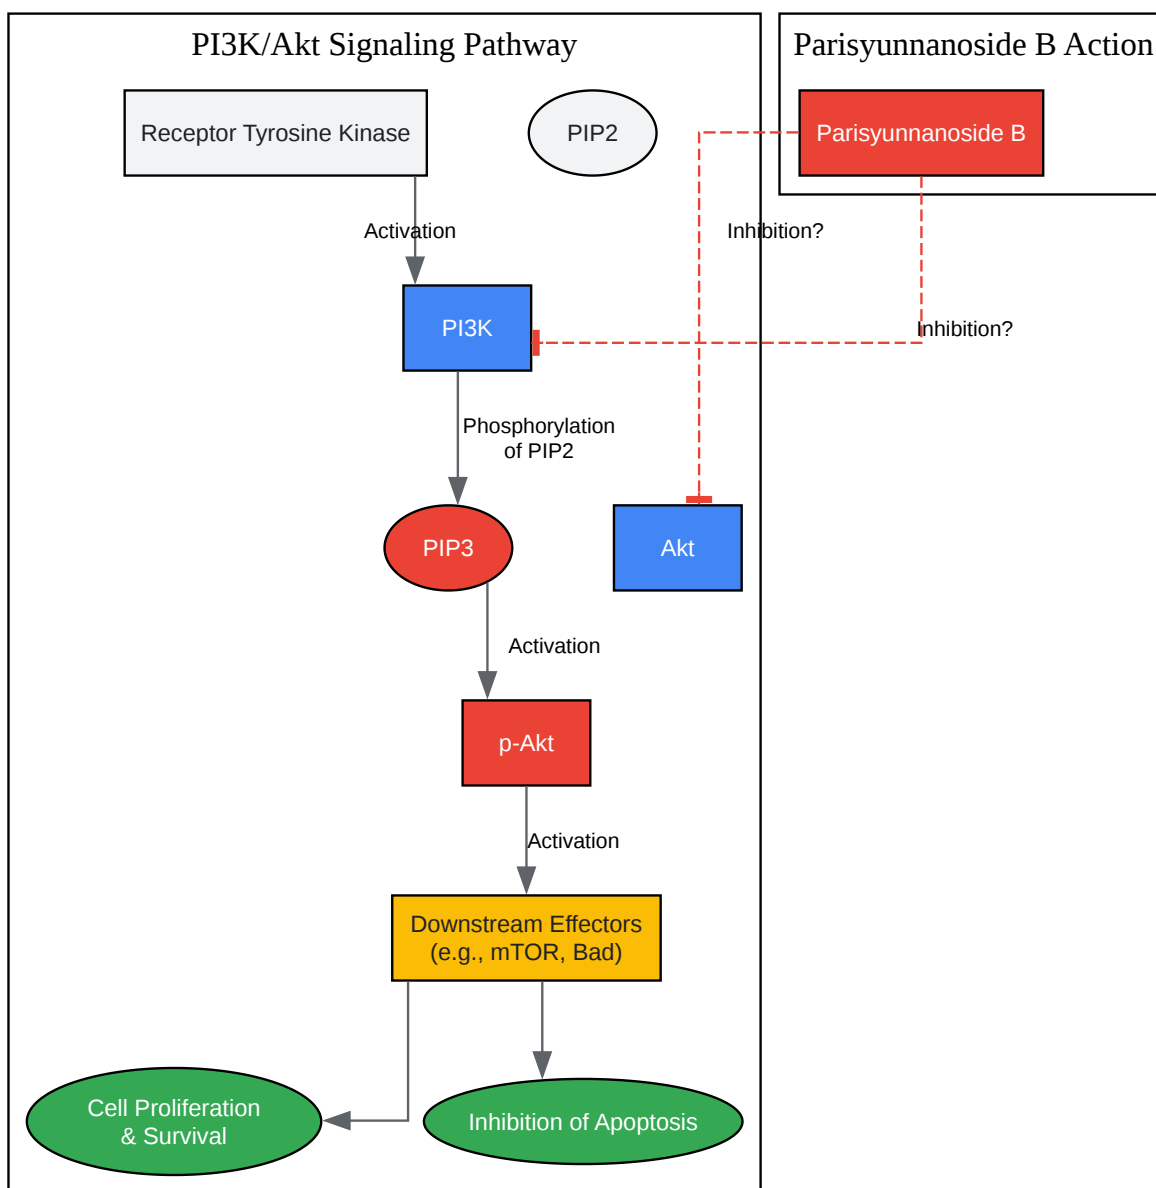 PI3K/Akt Signaling Pathway
Parisyunnanoside B Action
Receptor Tyrosine Kinase
PIP2
Parisyunnanoside B
Activation
Inhibition?
PI3K
Inhibition?
Phosphorylation
of PIP2
PIP3
Akt
Activation
p-Akt
Activation
Downstream Effectors
(e.g., mTOR, Bad)
Cell Proliferation
& Survival
Inhibition of Apoptosis